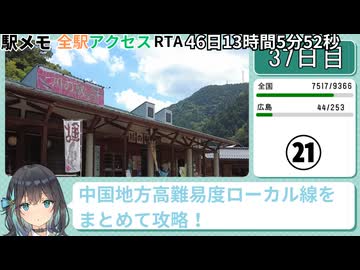 駅メモ 全駅アクセスRTA46日13時間5分52秒
37日目
全国 7517/9366
広島 44/253
㉑
中国地方高難易度ローカル線を
まとめて攻略！